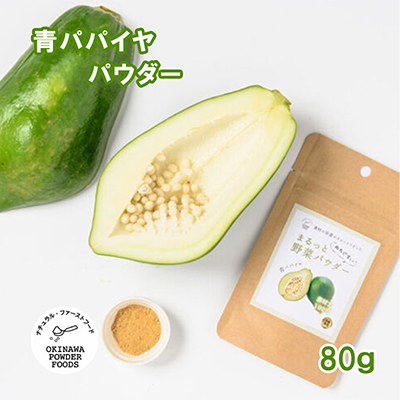 青パパイヤ
パウダー
まるっと
野菜パウダー
青パパイヤ
ナチュラル・ファーストフード
OKINAWA
POWDER
FOODS
80g